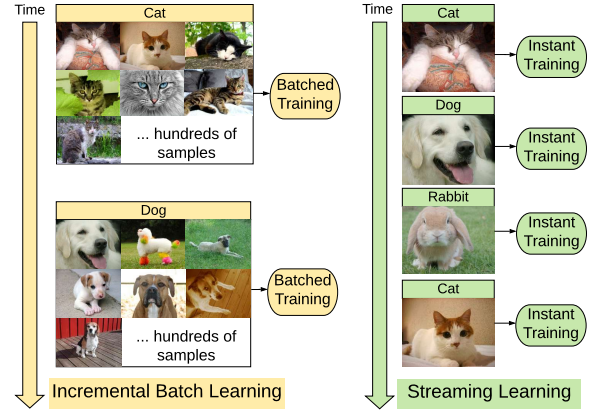 Time
Cat
Batched
Training
... hundreds of
samples
Dog
Batched
Training
... hundreds of
samples
Incremental Batch Learning
Time
Cat
Instant
Training
Dog
Instant
Training
Rabbit
Instant
Training
Cat
Instant
Training
Streaming Learning